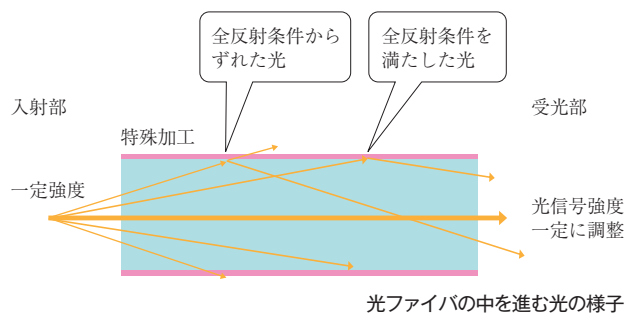 全反射条件から
ずれた光
全反射条件を
満たした光
入射部
受光部
特殊加工
一定強度
光信号強度
一定に調整
光ファイバの中を進む光の様子